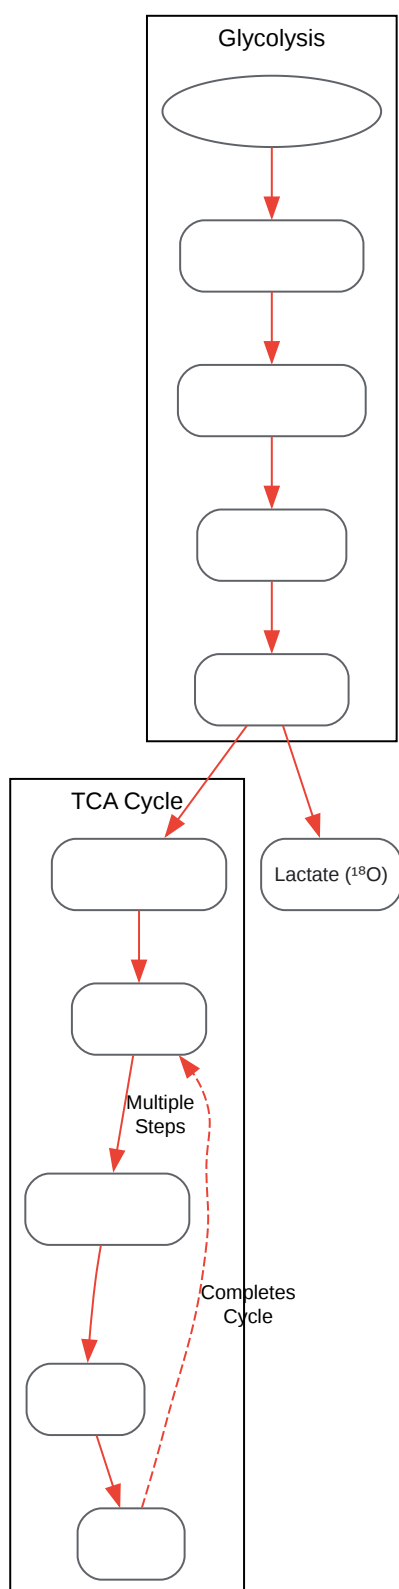 Glycolysis
TCA Cycle
Lactate (¹⁸O)
Multiple
Steps
Completes
Cycle